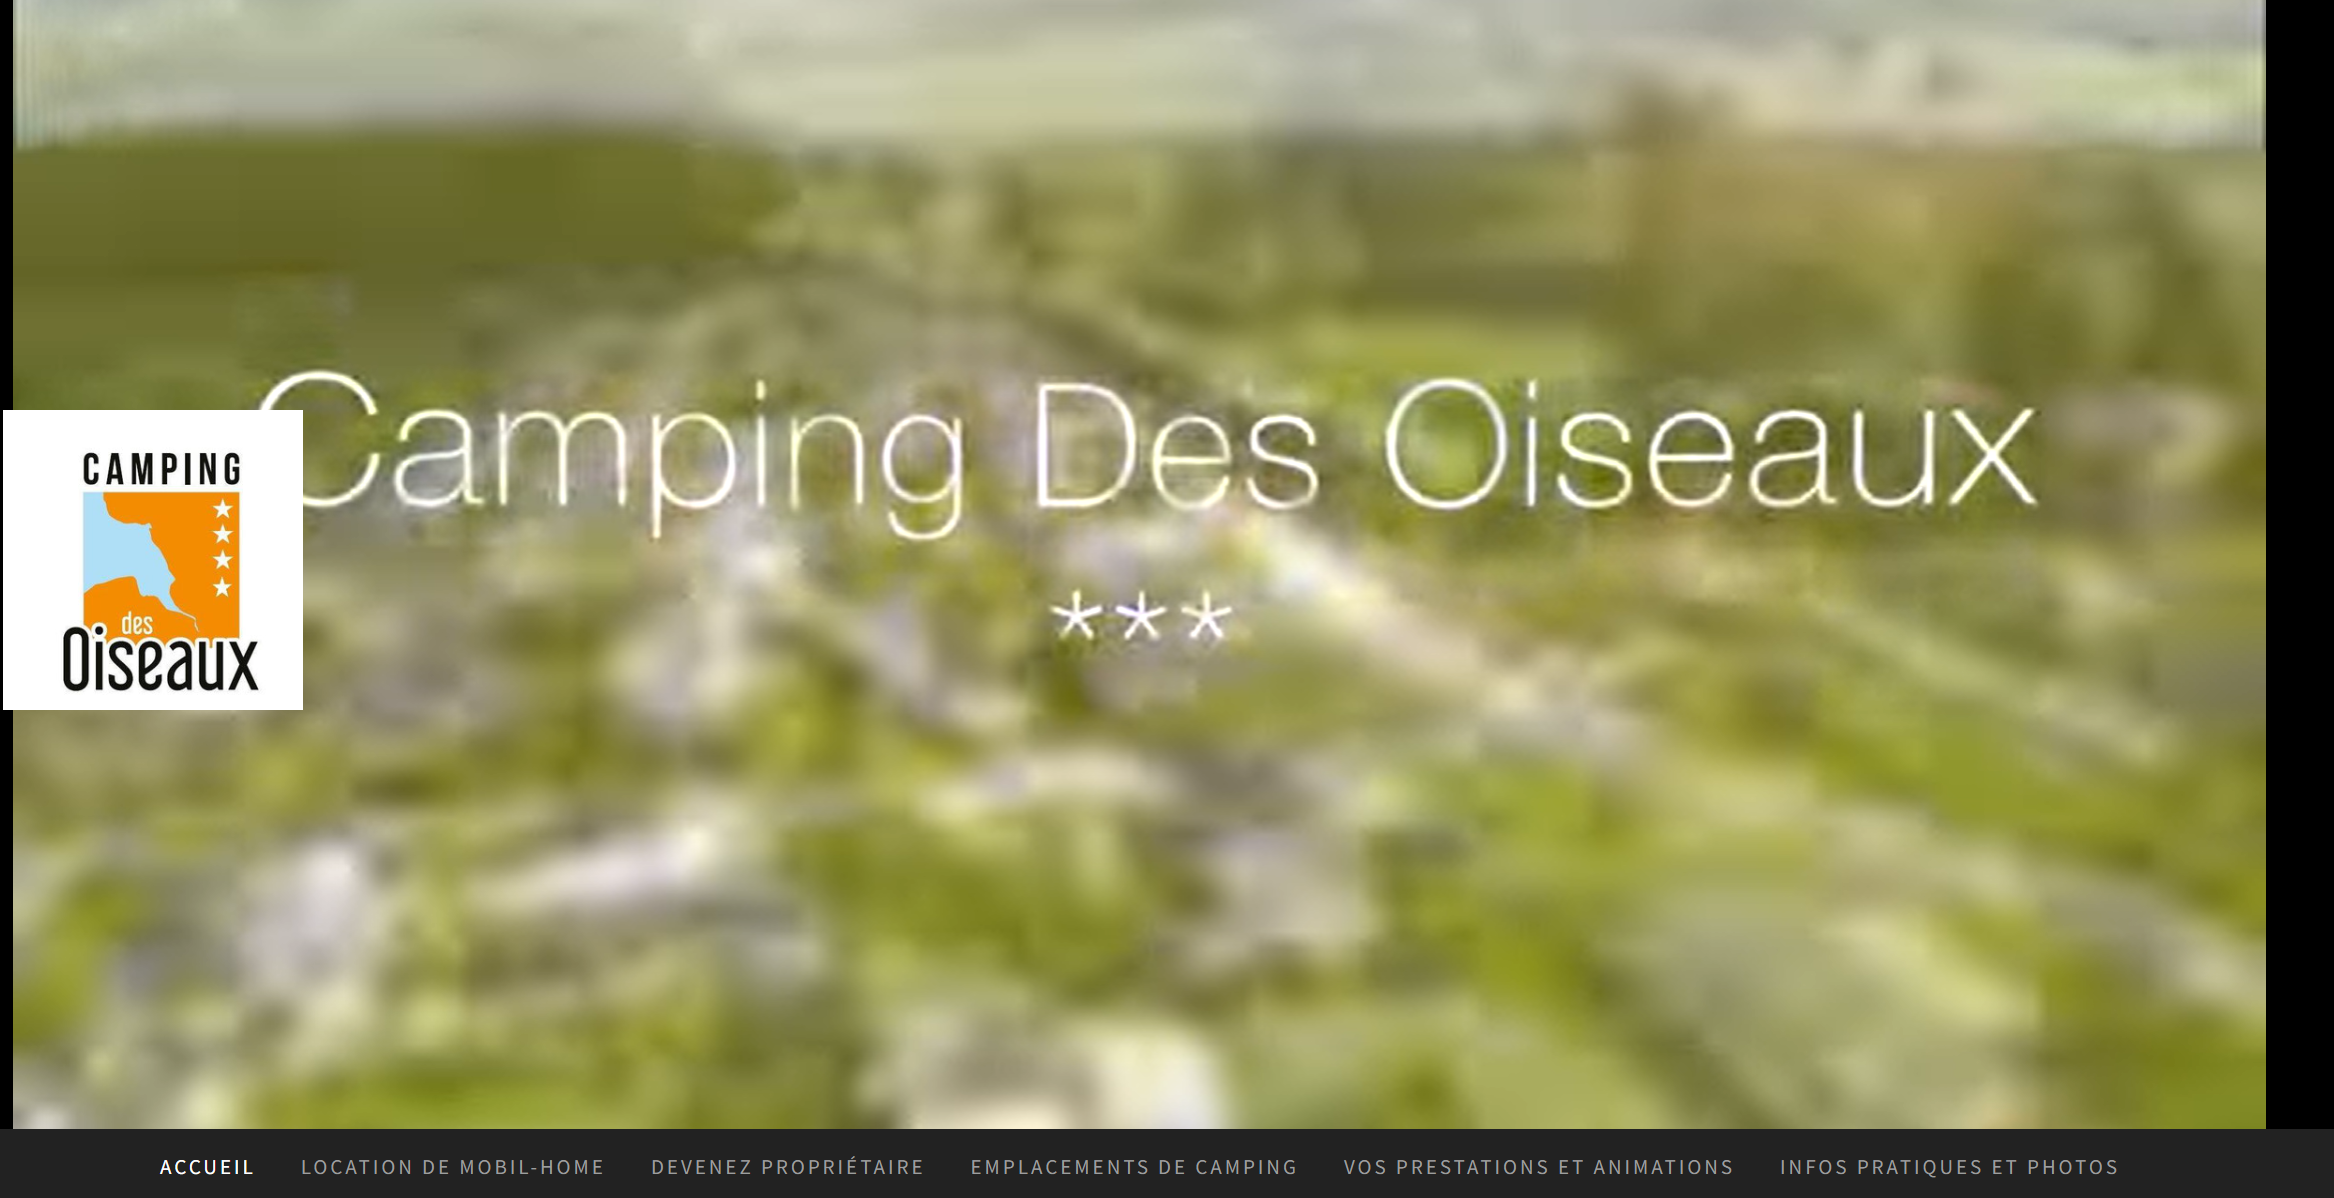 Camping Des Oiseaux
***
CAMPING
des
Oiseaux
ACCUEIL LOCATION DE MOBIL-HOME DEVENEZ PROPRIÉTAIRE EMPLACEMENTS DE CAMPING VOS PRESTATIONS ET ANIMATIONS INFOS PRATIQUES ET PHOTOS